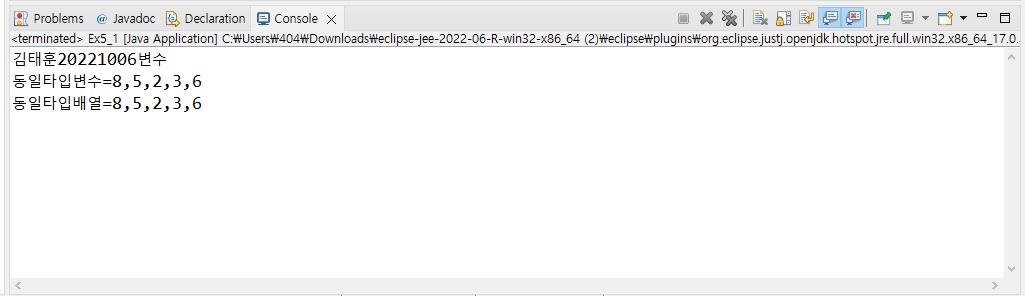 Problems @ Javadoc Declaration Console
<terminated> Ex5_1 [Java Application] C:₩Users₩404₩Downloads₩eclipse-jee-2022-06-R-win32-x86_64 (2)₩eclipse₩plugins₩org.eclipse.justj.openjdk.hotspot.jre.full.win32.x86_64_17.0.
김태훈20221006변수
동일타입변수=8,5,2,3,6
동일타입배열=8,5,2,3,6